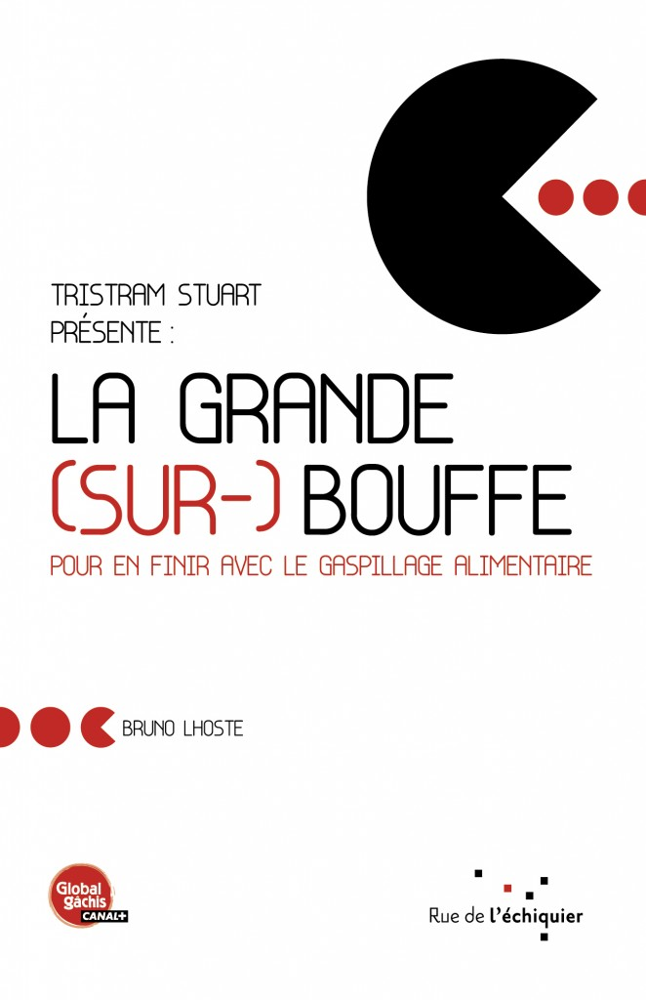 TRISTRAM STUART
PRÉSENTE :
LA GRANDE
(SUR-) BOUFFE
POUR EN FINIR AVEC LE GASPILLAGE ALIMENTAIRE
BRUNO LHOSTE
Global
gâchis
CANAL+
Rue de l'échiquier